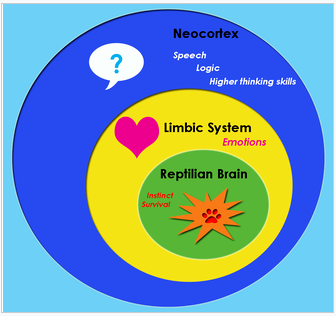 Neocortex
?
Speech
Logic
Higher thinking skills
Limbic System
Emotions
Reptilian Brain
Instinct
Survival